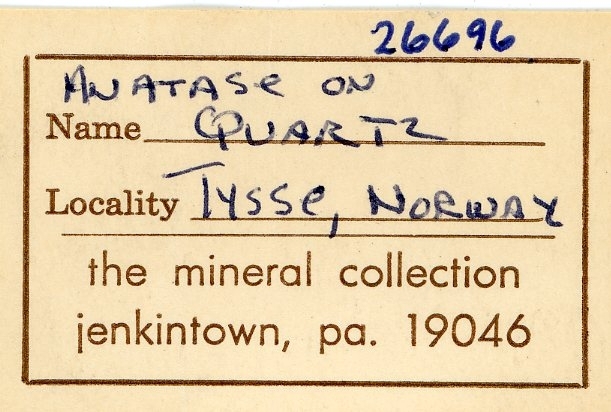 26696
Anatase on
Name Quartz
Locality Tysse, Norway
the mineral collection
jenkintown, pa. 19046